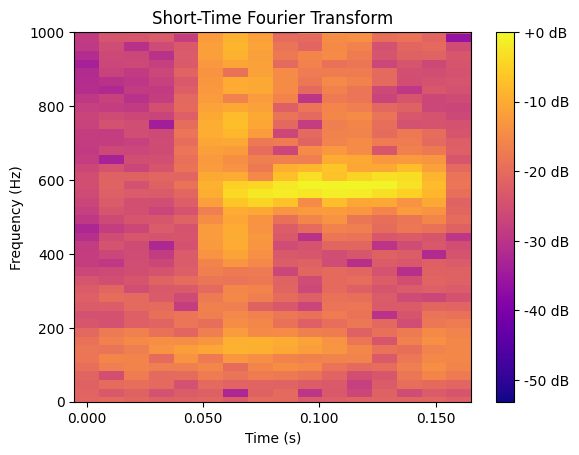 Short-Time Fourier Transform
1000
800
600
400
200
0
Frequency (Hz)
0.000
0.050
0.100
0.150
Time (s)
+0 dB
-10 dB
-20 dB
-30 dB
-40 dB
-50 dB